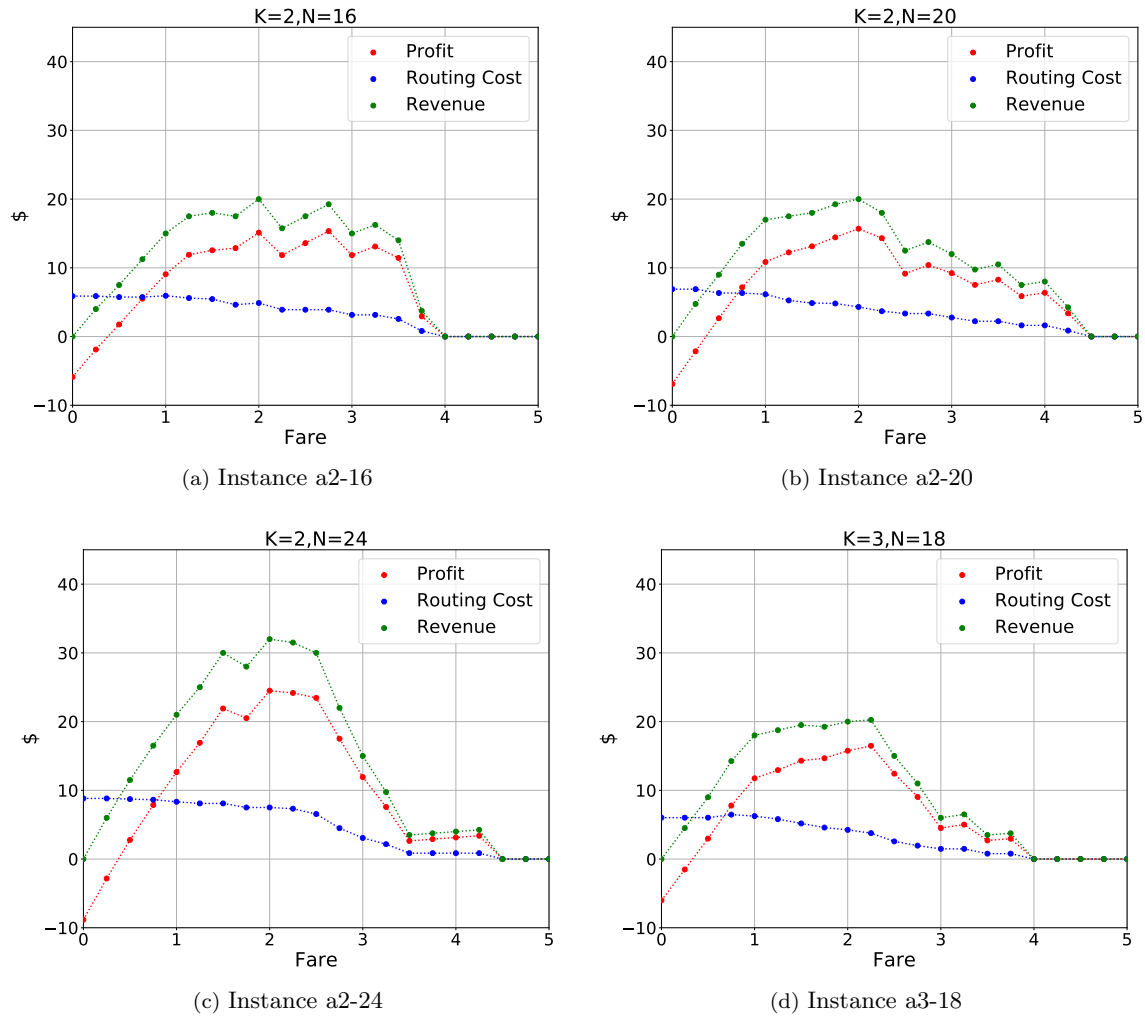 K=2,N=16
Profit
Routing Cost
Revenue
40
30
20
10
0
−10
$
0 1 2 3 4 5
Fare
(a) Instance a2-16
K=2,N=20
Profit
Routing Cost
Revenue
40
30
20
10
0
−10
$
0 1 2 3 4 5
Fare
(b) Instance a2-20
K=2,N=24
Profit
Routing Cost
Revenue
40
30
20
10
0
−10
$
0 1 2 3 4 5
Fare
(c) Instance a2-24
K=3,N=18
Profit
Routing Cost
Revenue
40
30
20
10
0
−10
$
0 1 2 3 4 5
Fare
(d) Instance a3-18